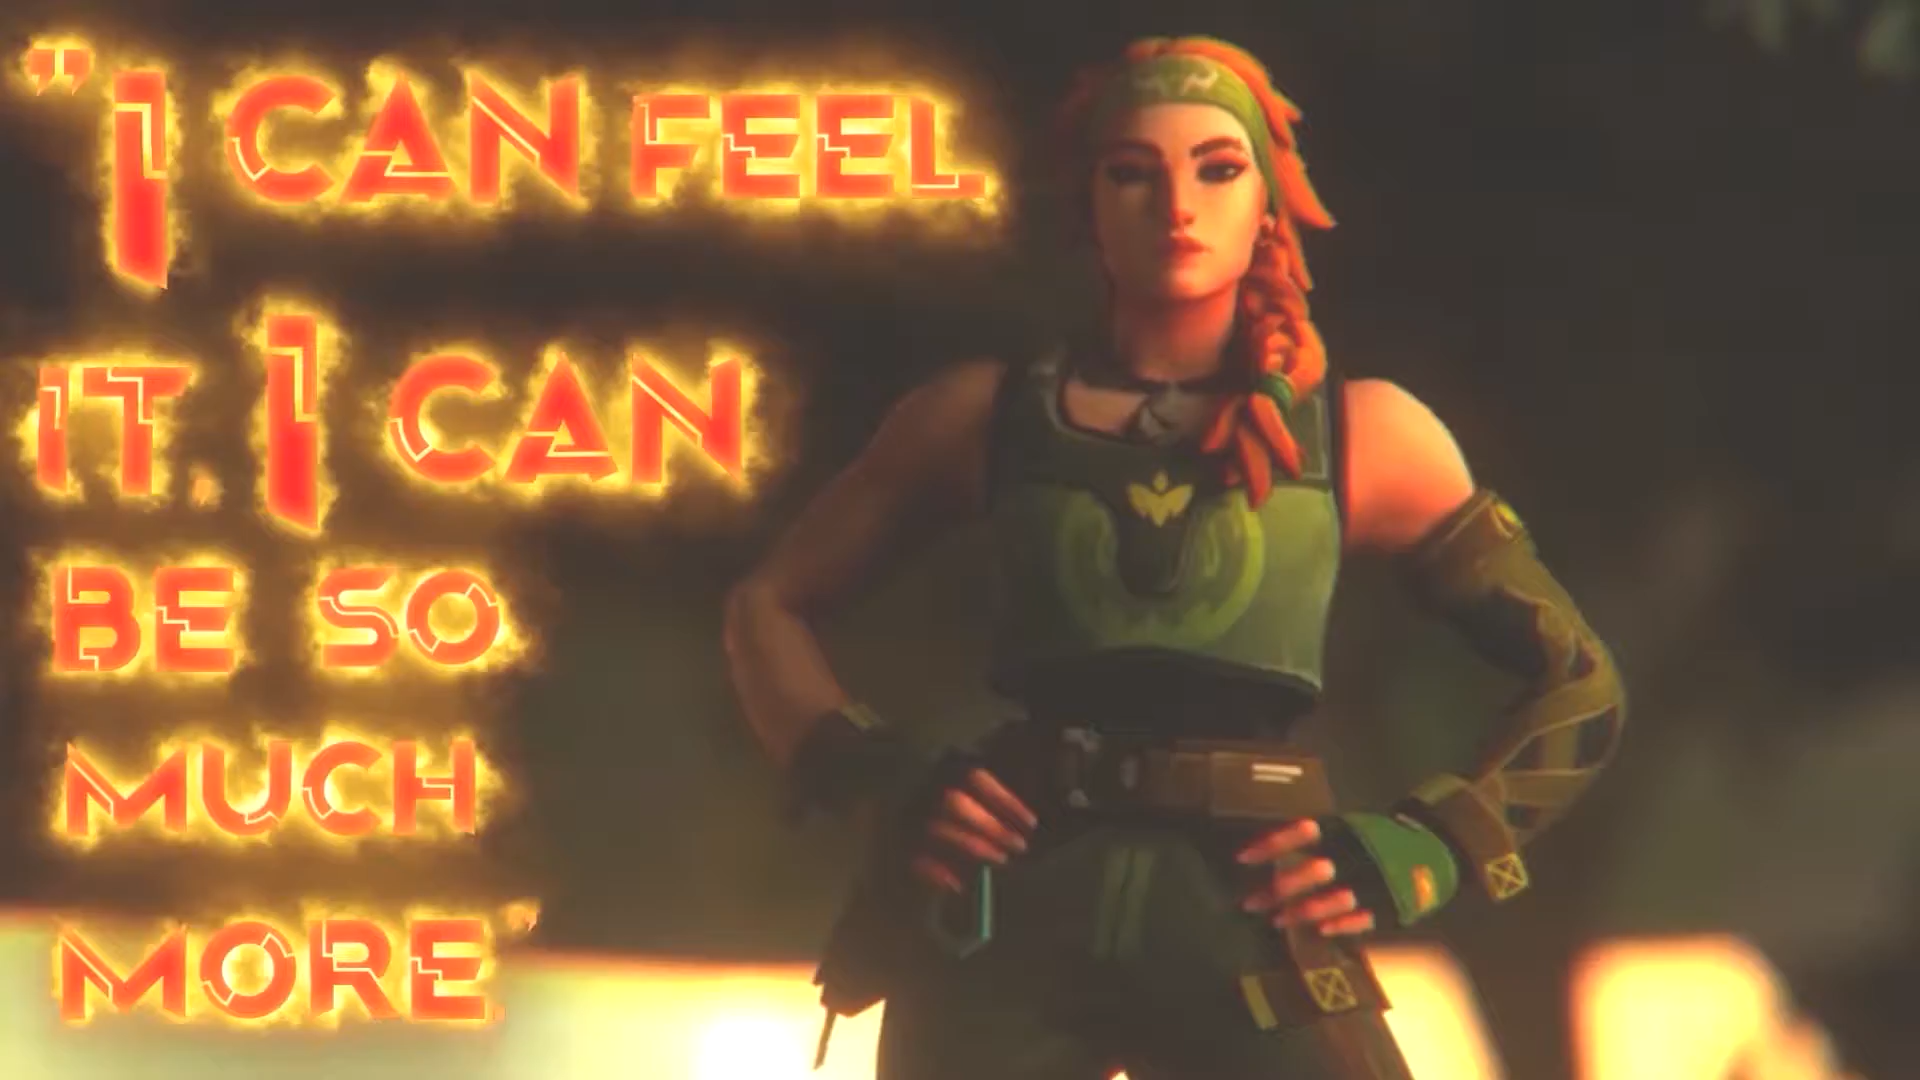 "I CAN FEEL
IT. I CAN
BE SO
MUCH
MORE."